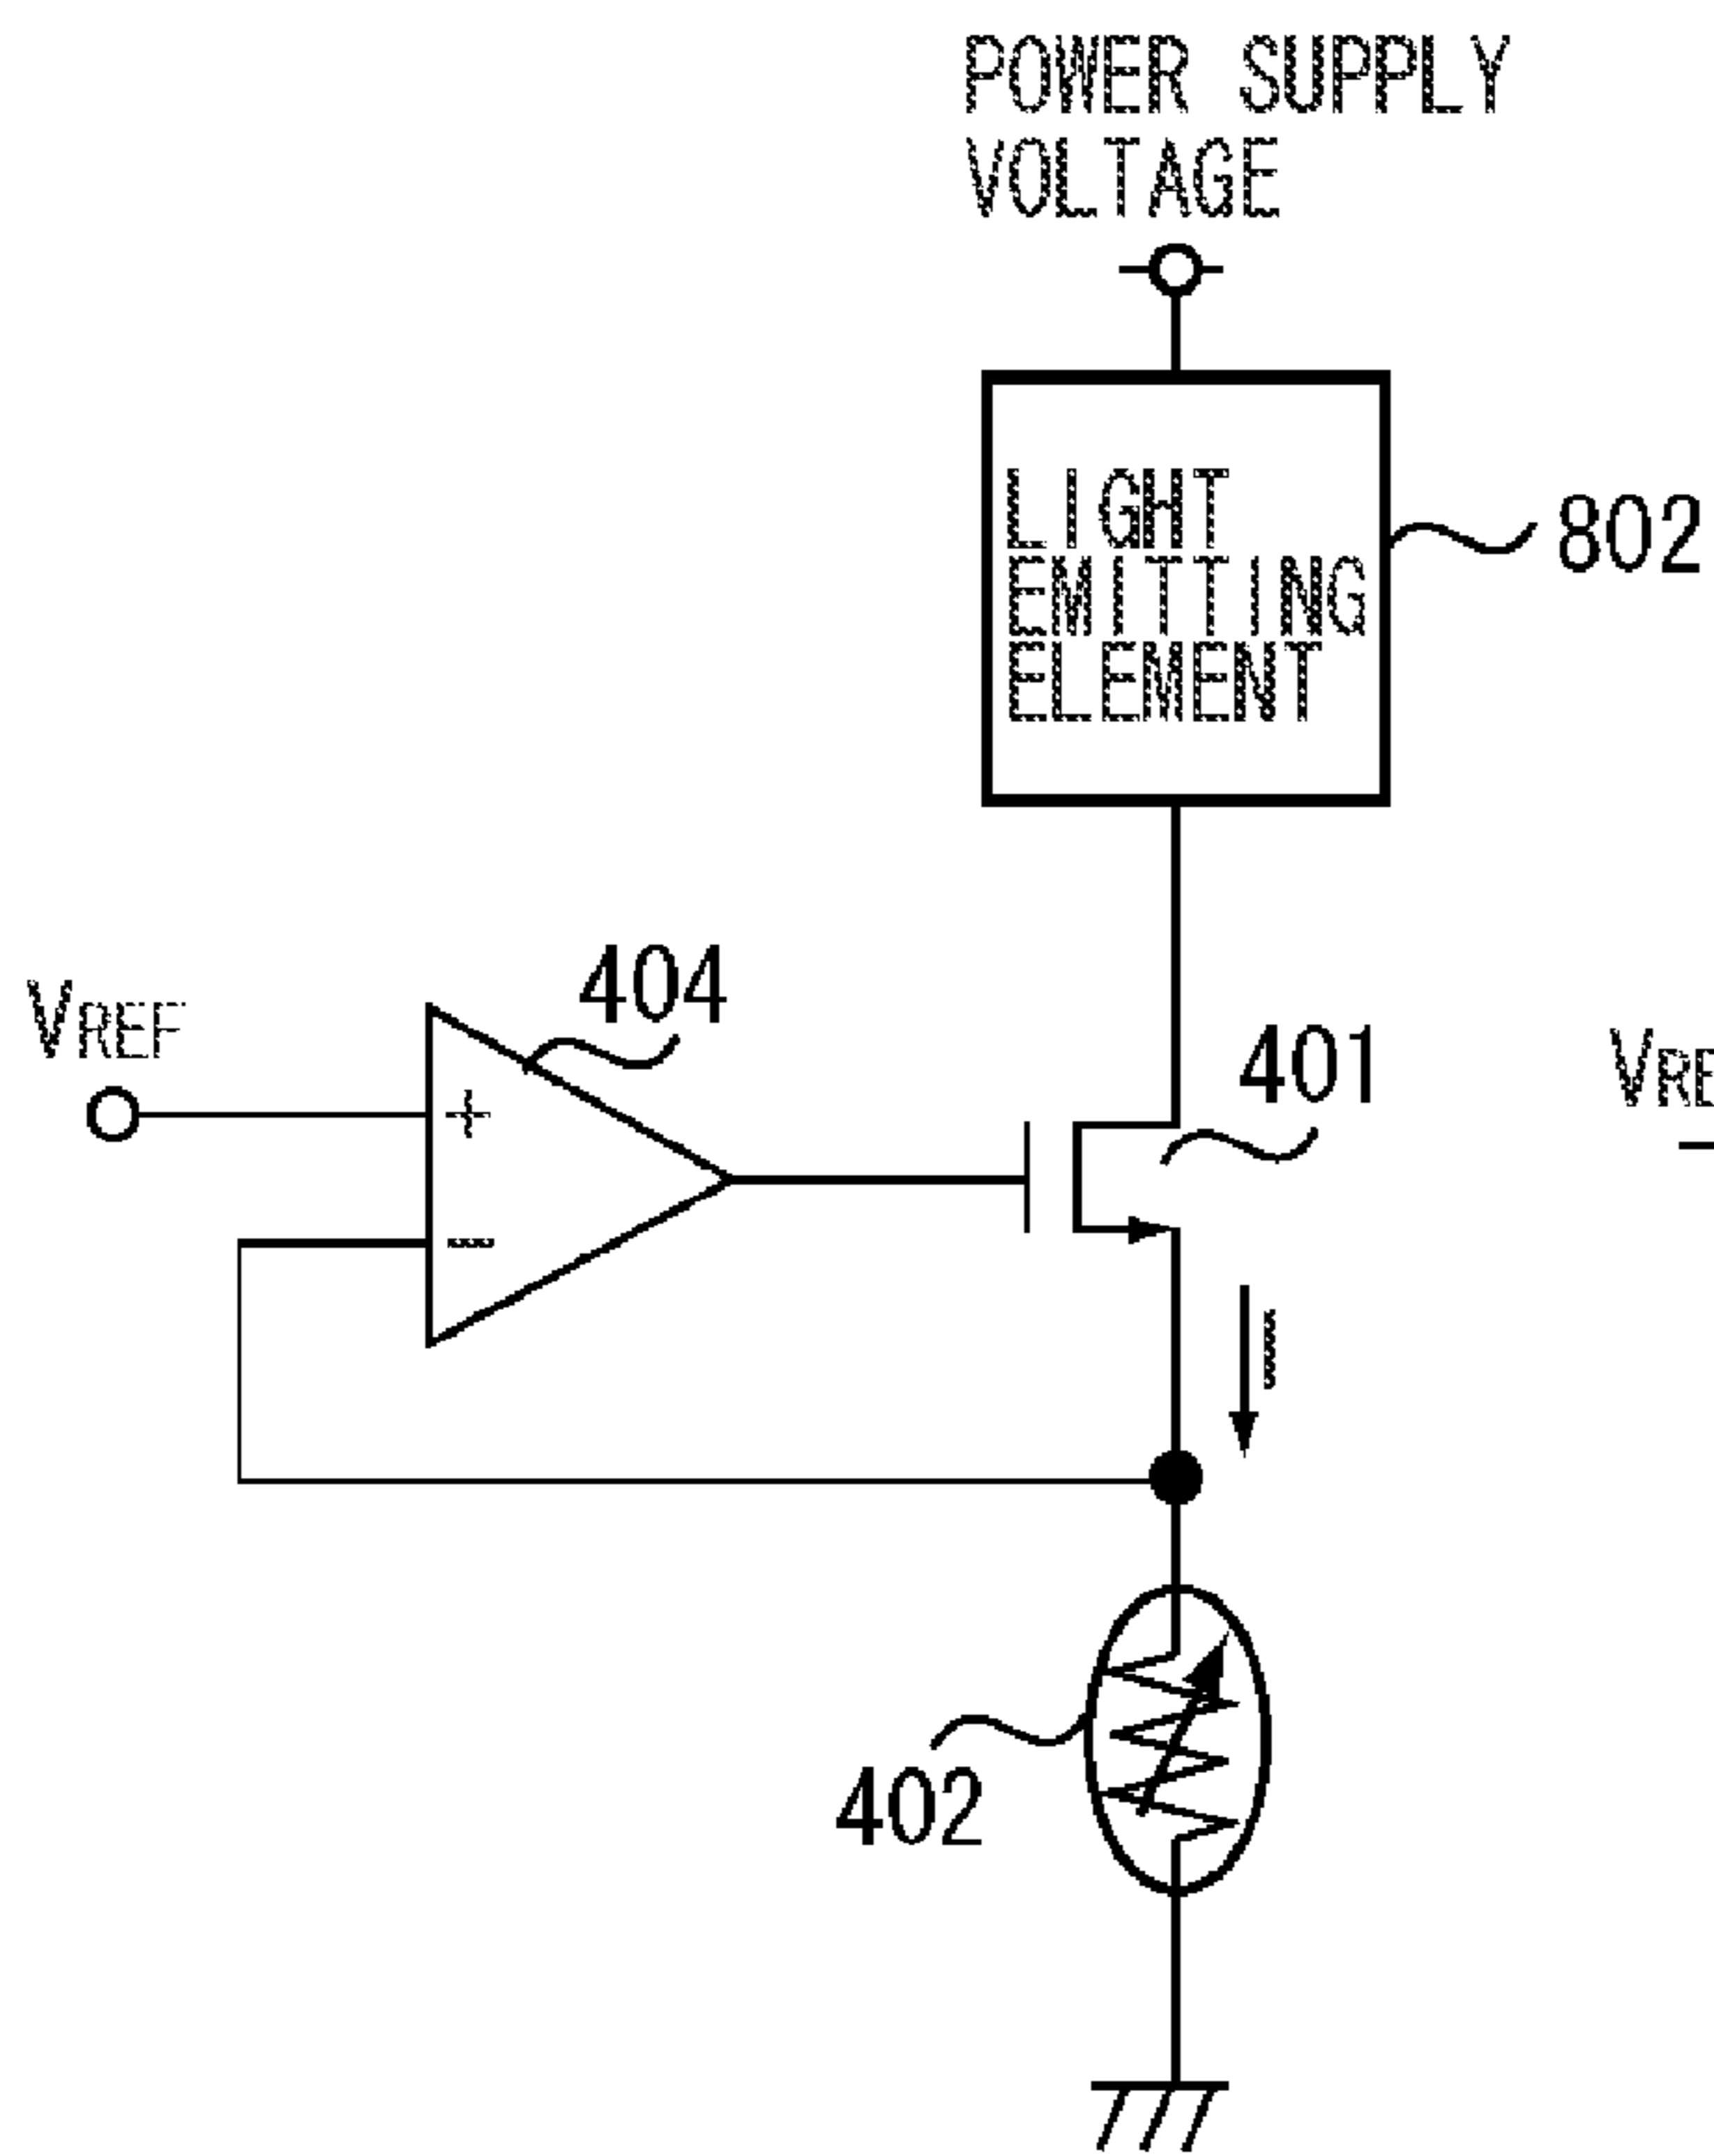 POWER SUPPLY
VOLTAGE
LIGHT
EMITTING
ELEMENT
802
404
VREF
401
+
−
I
402